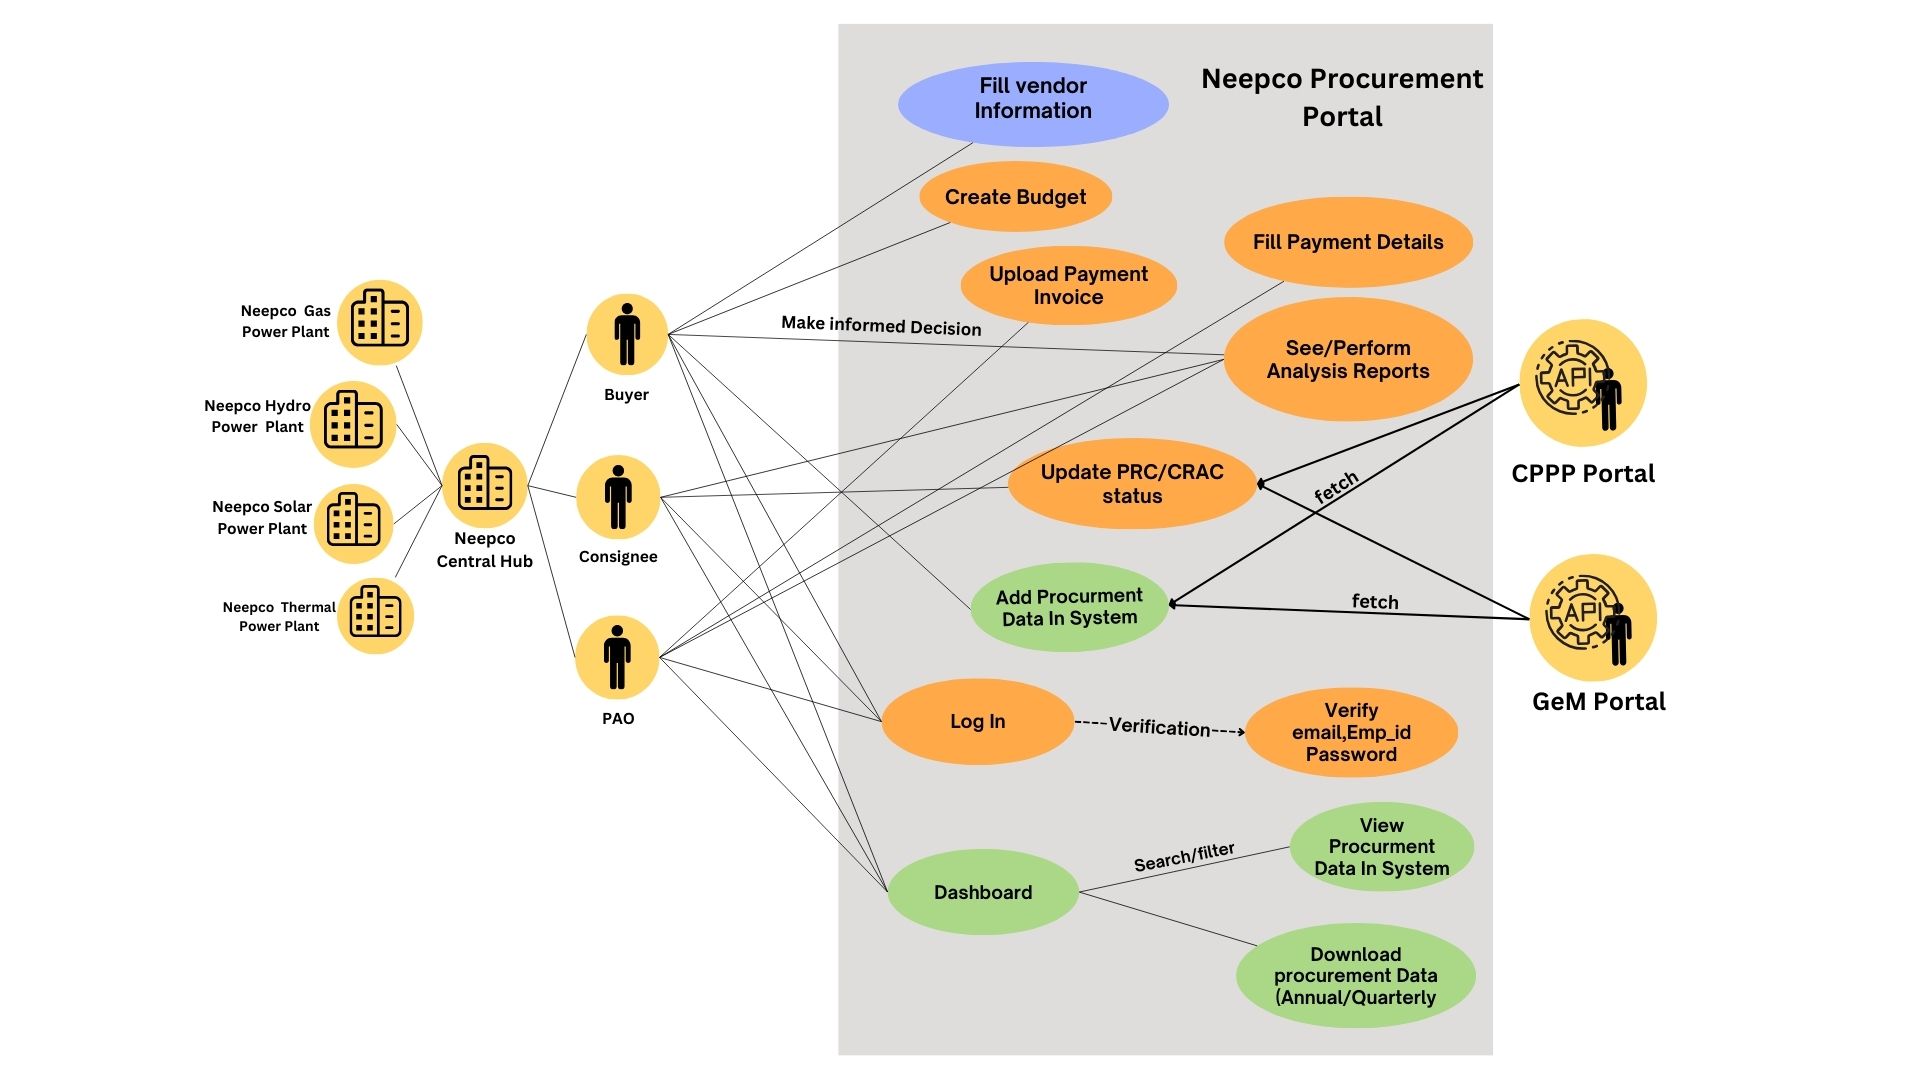 Neepco Procurement
Portal
Fill vendor
Information
Create Budget
Fill Payment Details
Upload Payment
Invoice
Make informed Decision
See/Perform
Analysis Reports
Neepco Gas
Power Plant
Neepco Hydro
Power Plant
Neepco Solar
Power Plant
Neepco Thermal
Power Plant
Neepco
Central Hub
Buyer
Consignee
PAO
Update PRC/CRAC
status
fetch
API
CPPP Portal
Add Procurment
Data In System
fetch
API
GeM Portal
Log In
Verification
Verify
email,Emp_id
Password
Dashboard
Search/filter
View
Procurment
Data In System
Download
procurement Data
(Annual/Quarterly